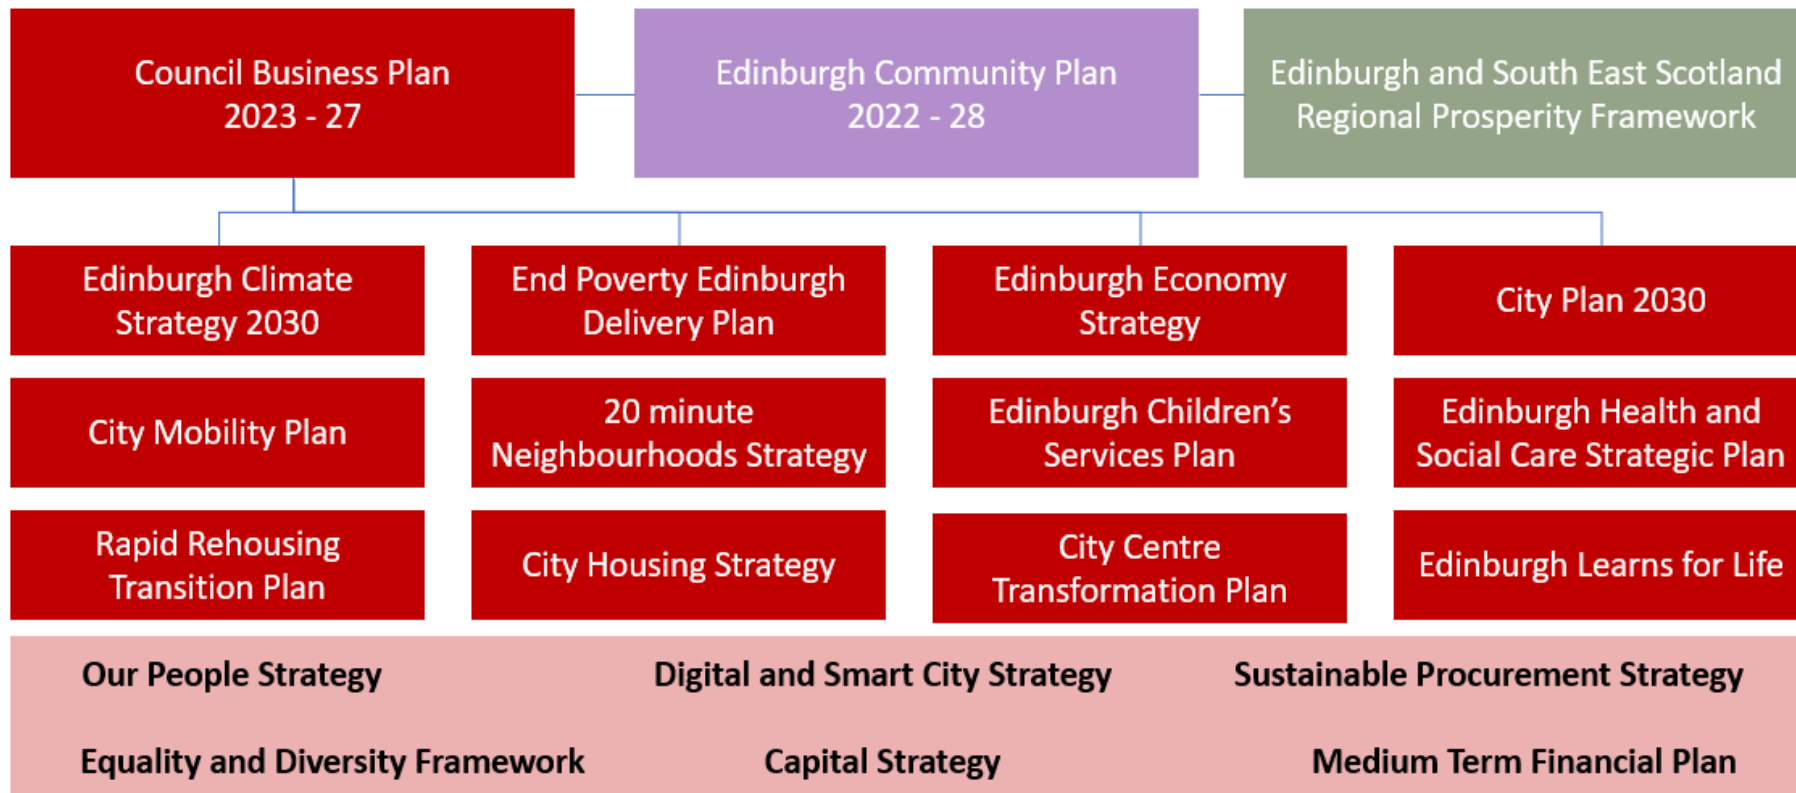 Council Business Plan
2023 - 27
Edinburgh Community Plan
2022 - 28
Edinburgh and South East Scotland
Regional Prosperity Framework
Edinburgh Climate
Strategy 2030
End Poverty Edinburgh
Delivery Plan
Edinburgh Economy
Strategy
City Plan 2030
City Mobility Plan
20 minute
Neighbourhoods Strategy
Edinburgh Children’s
Services Plan
Edinburgh Health and
Social Care Strategic Plan
Rapid Rehousing
Transition Plan
City Housing Strategy
City Centre
Transformation Plan
Edinburgh Learns for Life
Our People Strategy
Digital and Smart City Strategy
Sustainable Procurement Strategy
Equality and Diversity Framework
Capital Strategy
Medium Term Financial Plan